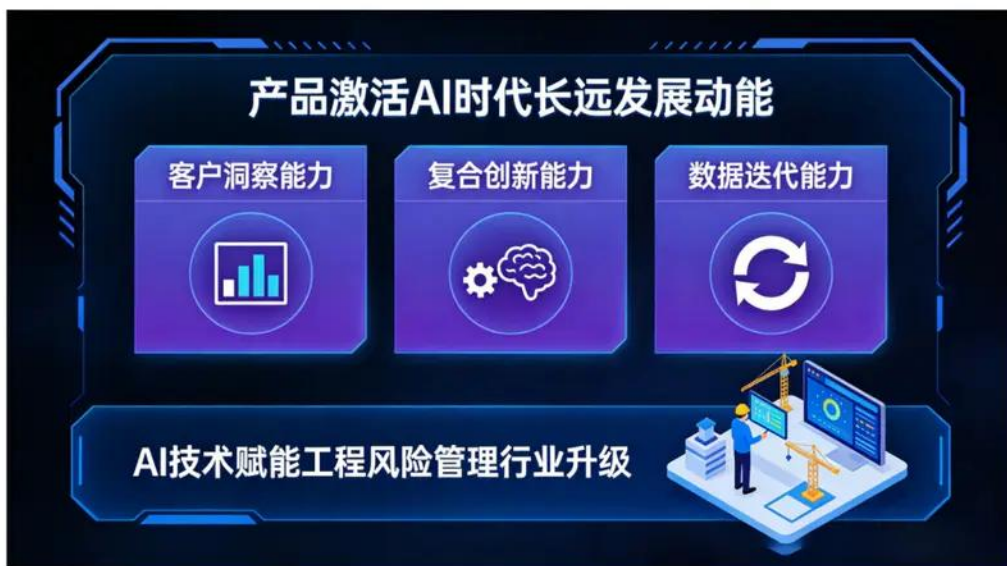 产品激活AI时代长远发展动能
客户洞察能力
复合创新能力
数据迭代能力
AI技术赋能工程风险管理行业升级